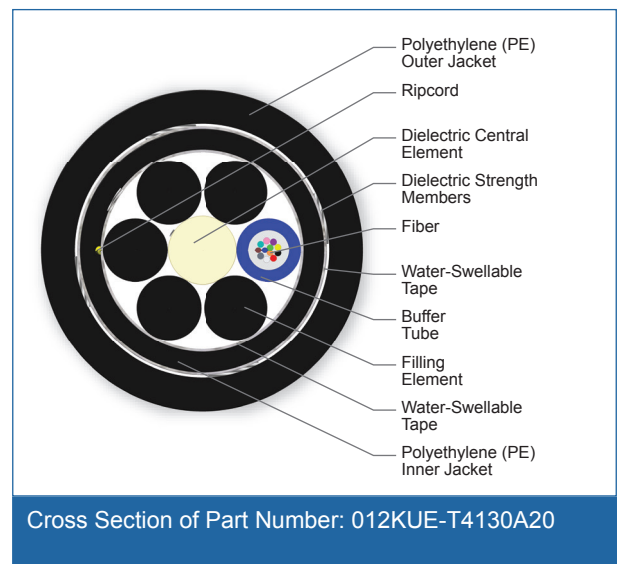 Polyethylene (PE)
Outer Jacket
Ripcord
Dielectric Central
Element
Dielectric Strength
Members
Fiber
Water-Swellable
Tape
Buffer
Tube
Filling
Element
Water-Swellable
Tape
Polyethylene (PE)
Inner Jacket
Cross Section of Part Number: 012KUE-T4130A20